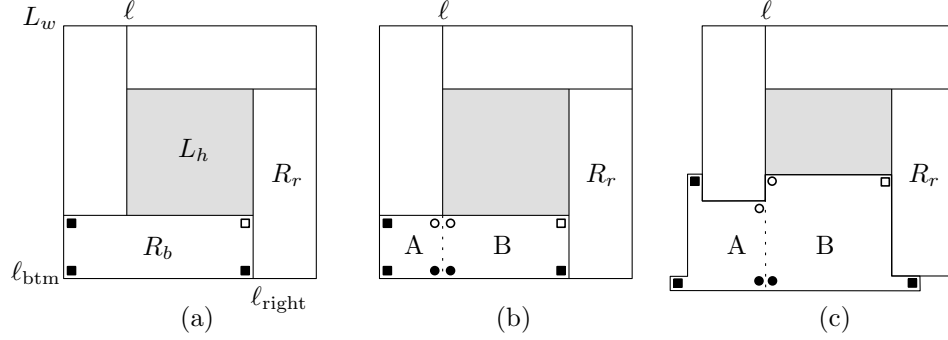 L_w ℓ ℓ ℓ
L_h R_r R_r R_r
R_b A B A B
ℓ_btm
ℓ_right
(a) (b) (c)